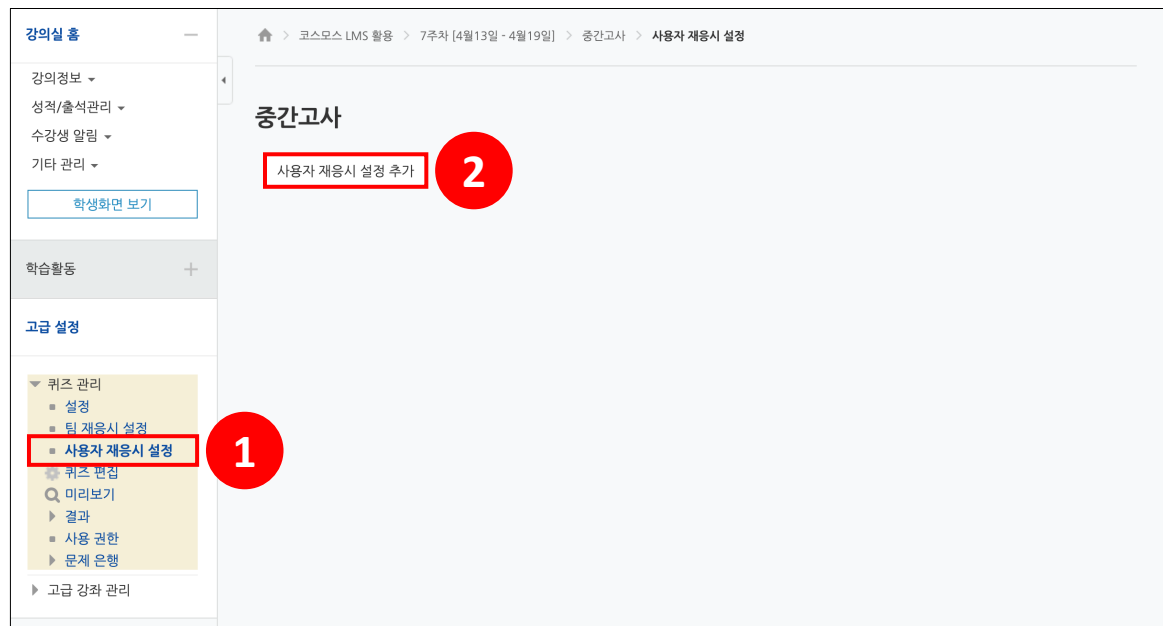 강의실 홈
강의정보
성적/출석관리
수강생 알림
기타 관리
학생화면 보기
학습활동
고급 설정
퀴즈 관리
설정
팀 재응시 설정
사용자 재응시 설정
1
퀴즈 편집
미리보기
결과
사용 권한
문제 은행
고급 강좌 관리
코스모스 LMS 활용 > 7주차 [4월13일 - 4월19일] > 중간고사 > 사용자 재응시 설정
중간고사
사용자 재응시 설정 추가
2